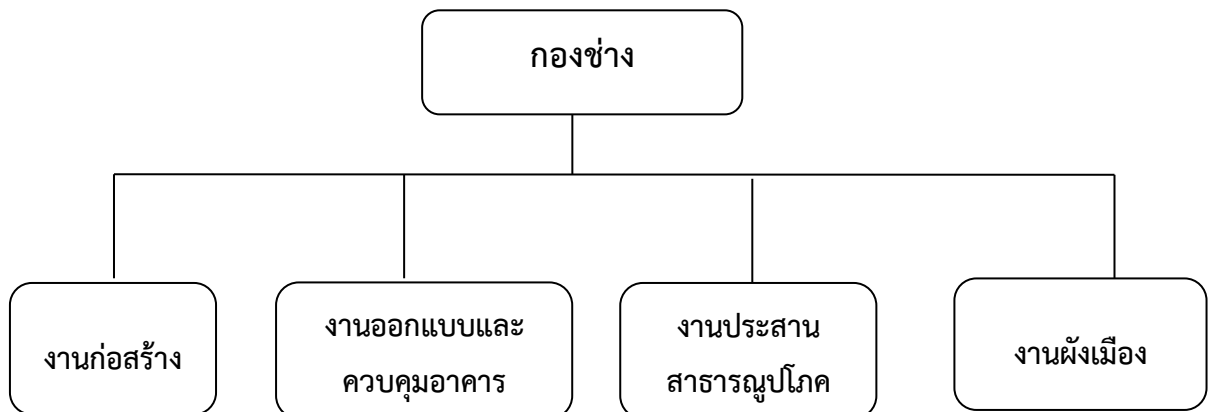 กองช่าง
งานก่อสร้าง
งานออกแบบและ
ควบคุมอาคาร
งานประสาน
สาธารณูปโภค
งานผังเมือง